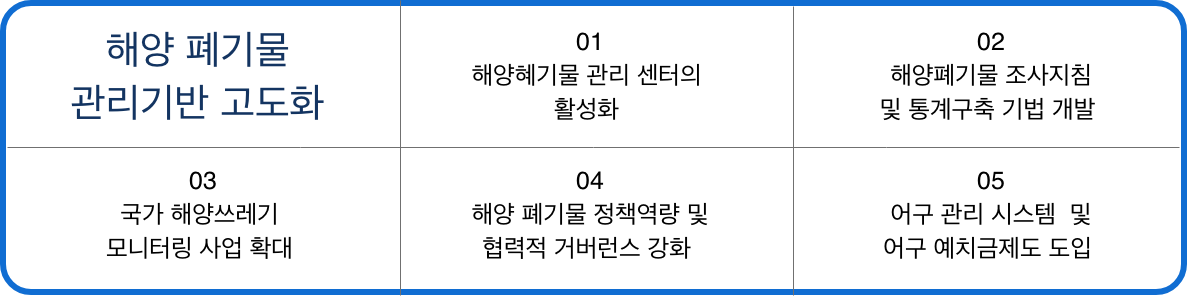 해양 폐기물
관리기반 고도화
01
해양혜기물 관리 센터의
활성화
02
해양폐기물 조사지침
및 통계구축 기법 개발
03
국가 해양쓰레기
모니터링 사업 확대
04
해양 폐기물 정책역량 및
협력적 거버런스 강화
05
어구 관리 시스템  및
어구 예치금제도 도입